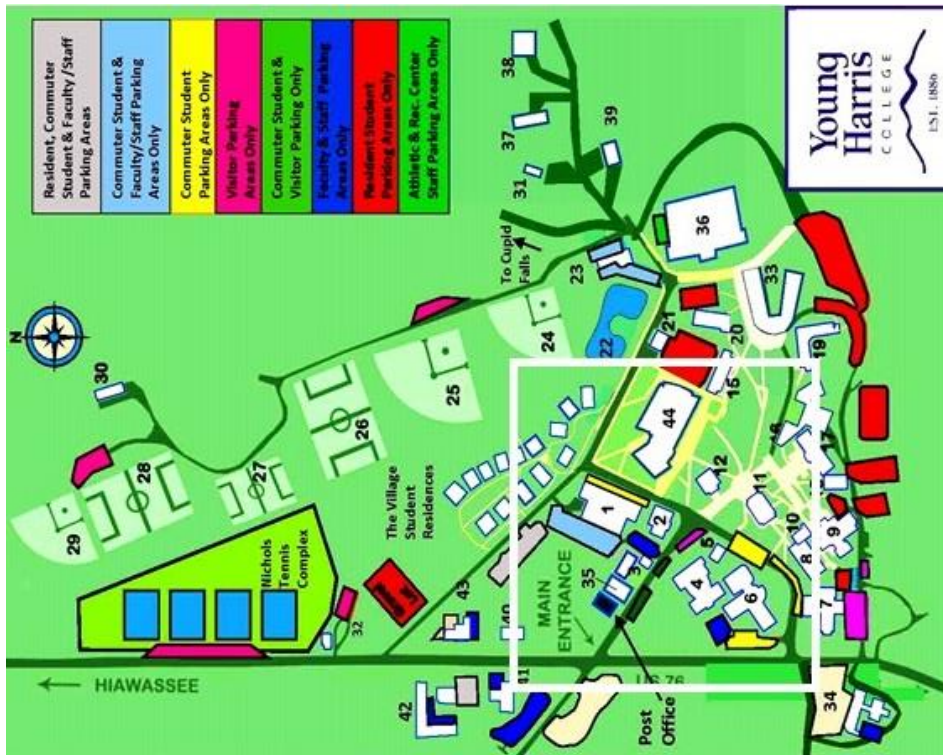 Resident, Commuter
Student & Faculty /Staff
Parking Areas
Commuter Student &
Faculty/Staff Parking
Areas Only
Commuter Student
Parking Areas Only
Visitor Parking
Areas Only
Commuter Student &
Visitor Parking Only
Faculty & Staff Parking
Areas Only
Resident Student
Parking Areas Only
Athletic & Rec. Center
Staff Parking Areas Only
Young
Harris
COLLEGE
EST. 1886
N
38
37
39
31
To Cupid
Falls
36
23
33
22
21
20
19
24
25
26
27
28
29
30
The Village
Student
Residences
Nichols
Tennis
Complex
32
43
44
15
12
16
17
11
10
9
8
7
1
2
3
35
5
4
6
40
MAIN
ENTRANCE
41
42
HIAWASSEE
US 76
Post
Office
34